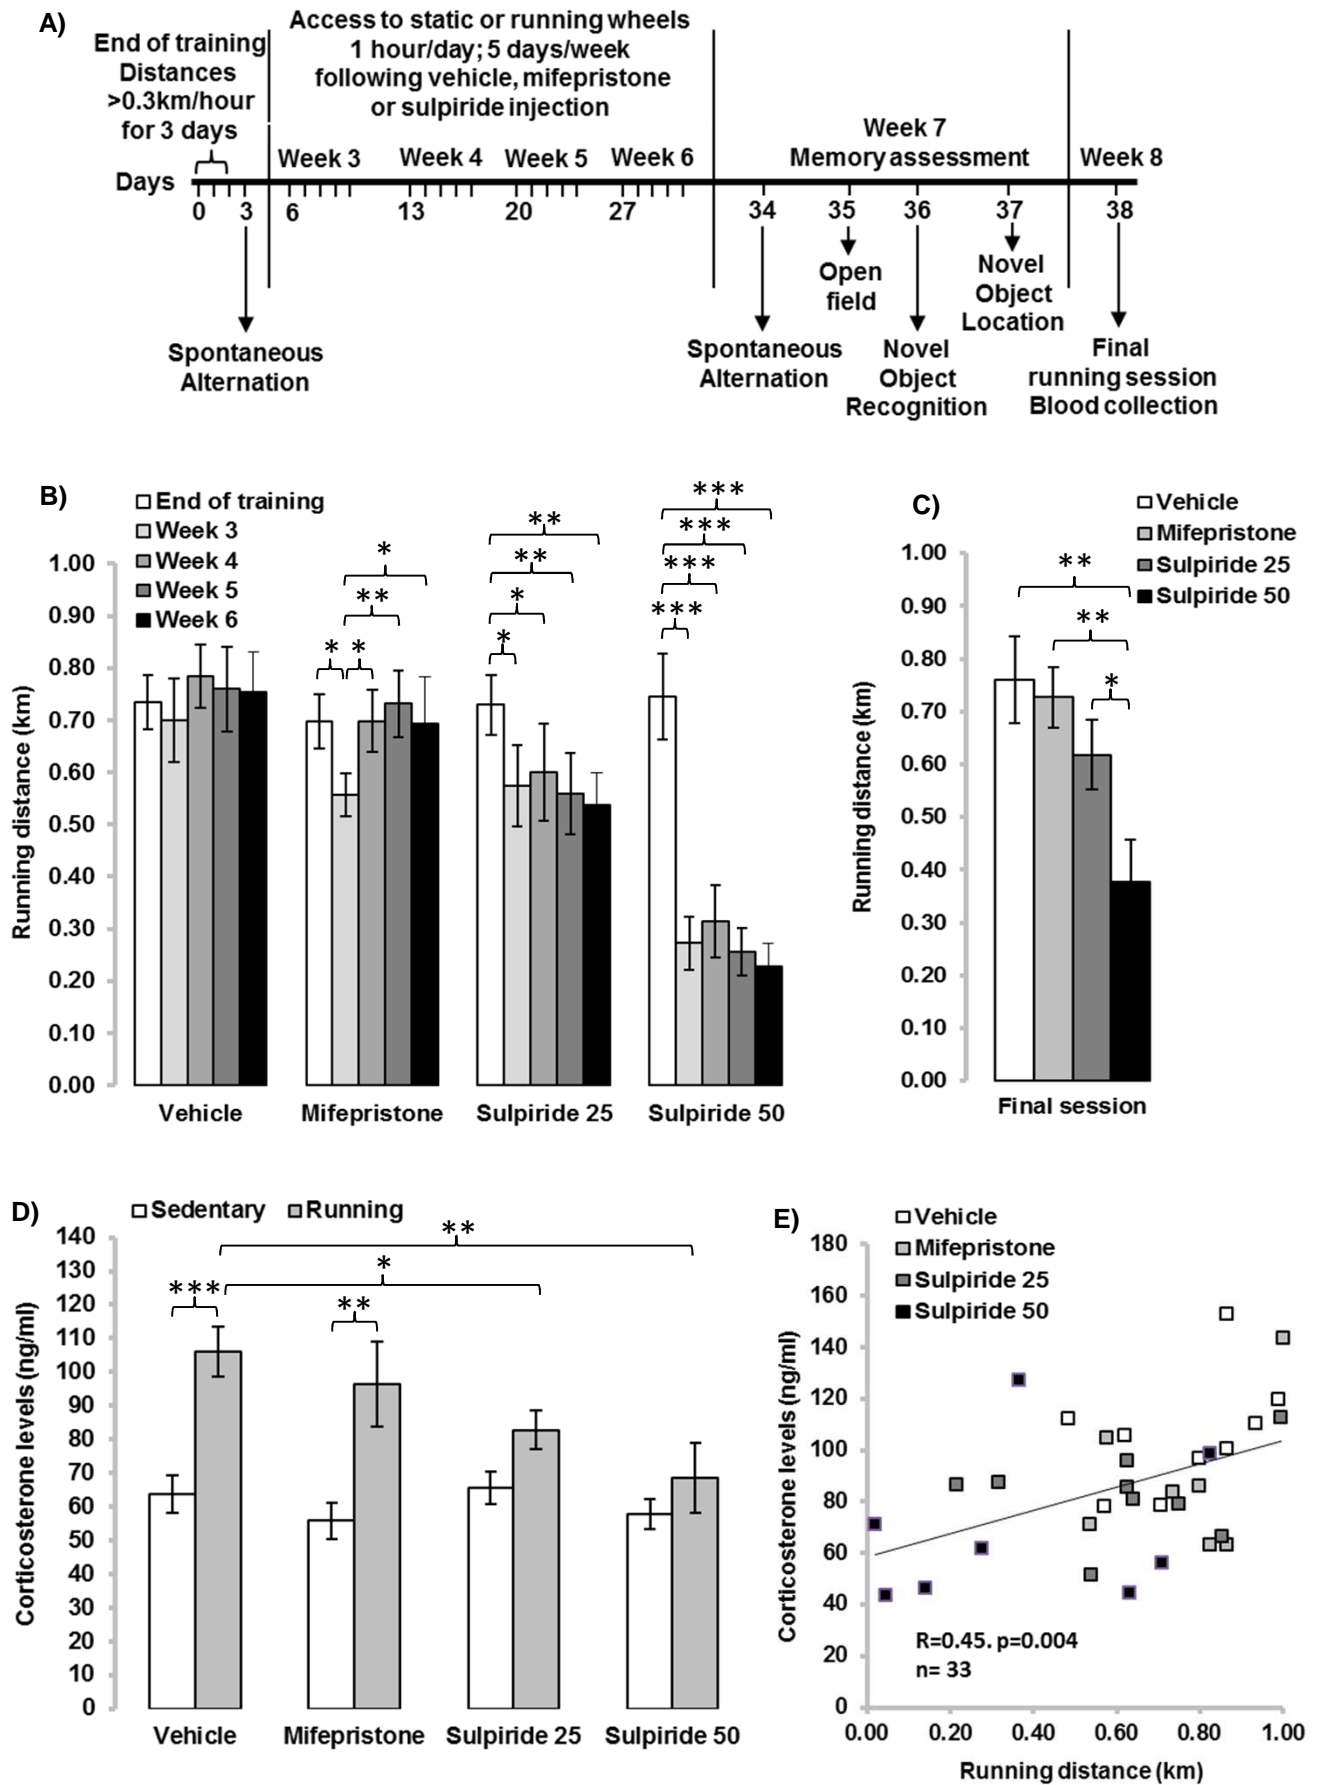 A)
End of training
Distances
>0.3km/hour
for 3 days
Access to static or running wheels
1 hour/day; 5 days/week
following vehicle, mifepristone
or sulpiride injection
Week 3 Week 4 Week 5 Week 6
Week 7
Memory assessment
Week 8
Days
0 3 6 13 20 27 34 35 36 37 38
Spontaneous
Alternation
Spontaneous
Alternation
Open
field
Novel
Object
Recognition
Novel
Object
Location
Final
running session
Blood collection
B)
End of training
Week 3
Week 4
Week 5
Week 6
Running distance (km)
1.00
0.90
0.80
0.70
0.60
0.50
0.40
0.30
0.20
0.10
0.00
* * ** *
* * ** **
*** *** *** ***
Vehicle Mifepristone Sulpiride 25 Sulpiride 50
C)
Vehicle
Mifepristone
Sulpiride 25
Sulpiride 50
Running distance (km)
1.00
0.90
0.80
0.70
0.60
0.50
0.40
0.30
0.20
0.10
0.00
**
**
*
Final session
D)
Sedentary Running
Corticosterone levels (ng/ml)
140
130
120
110
100
90
80
70
60
50
40
30
20
10
0
**
*
***
**
Vehicle Mifepristone Sulpiride 25 Sulpiride 50
E)
Vehicle
Mifepristone
Sulpiride 25
Sulpiride 50
Corticosterone levels (ng/ml)
180
160
140
120
100
80
60
40
20
0
R=0.45. p=0.004
n= 33
0.00 0.20 0.40 0.60 0.80 1.00
Running distance (km)